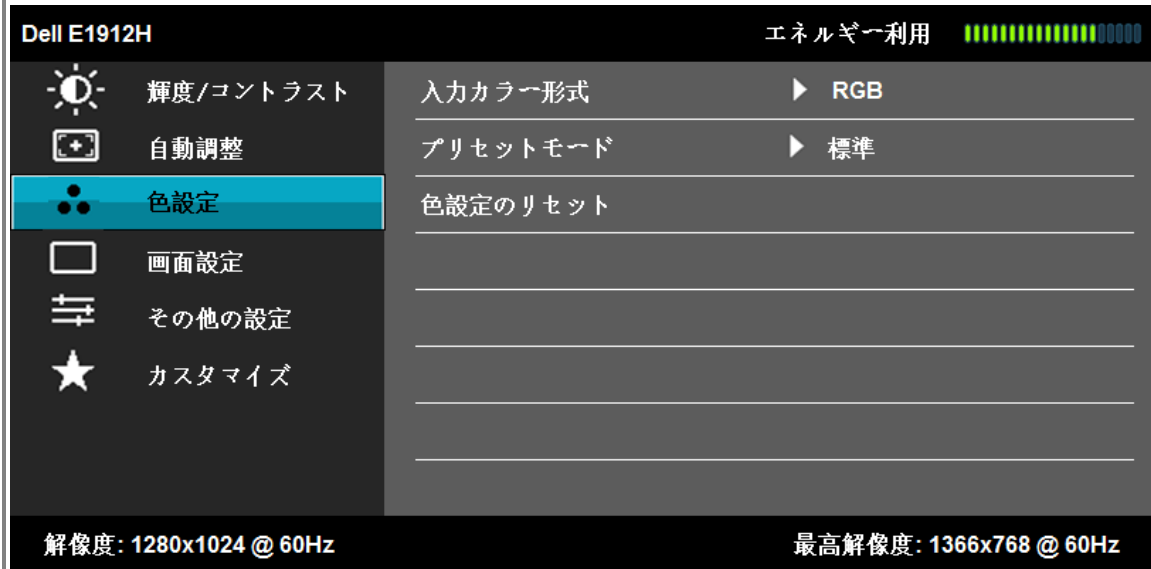 Dell E1912H エネルギー利用
輝度/コントラスト 入力カラー形式 RGB
自動調整 プリセットモード 標準
色設定 色設定のリセット
画面設定
その他の設定
カスタマイズ
解像度: 1280x1024 @ 60Hz 最高解像度: 1366x768 @ 60Hz